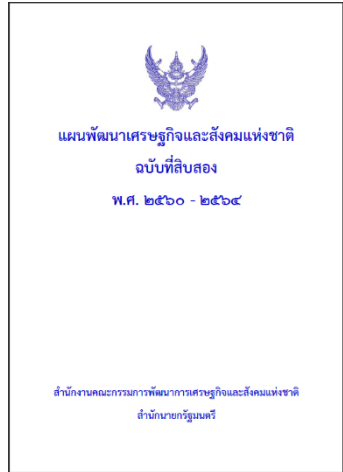 แผนพัฒนาเศรษฐกิจและสังคมแห่งชาติ
ฉบับที่สิบสอง
พ.ศ. ๒๕๖๐ - ๒๕๖๔
สำนักงานคณะกรรมการพัฒนาการเศรษฐกิจและสังคมแห่งชาติ
สำนักนายกรัฐมนตรี